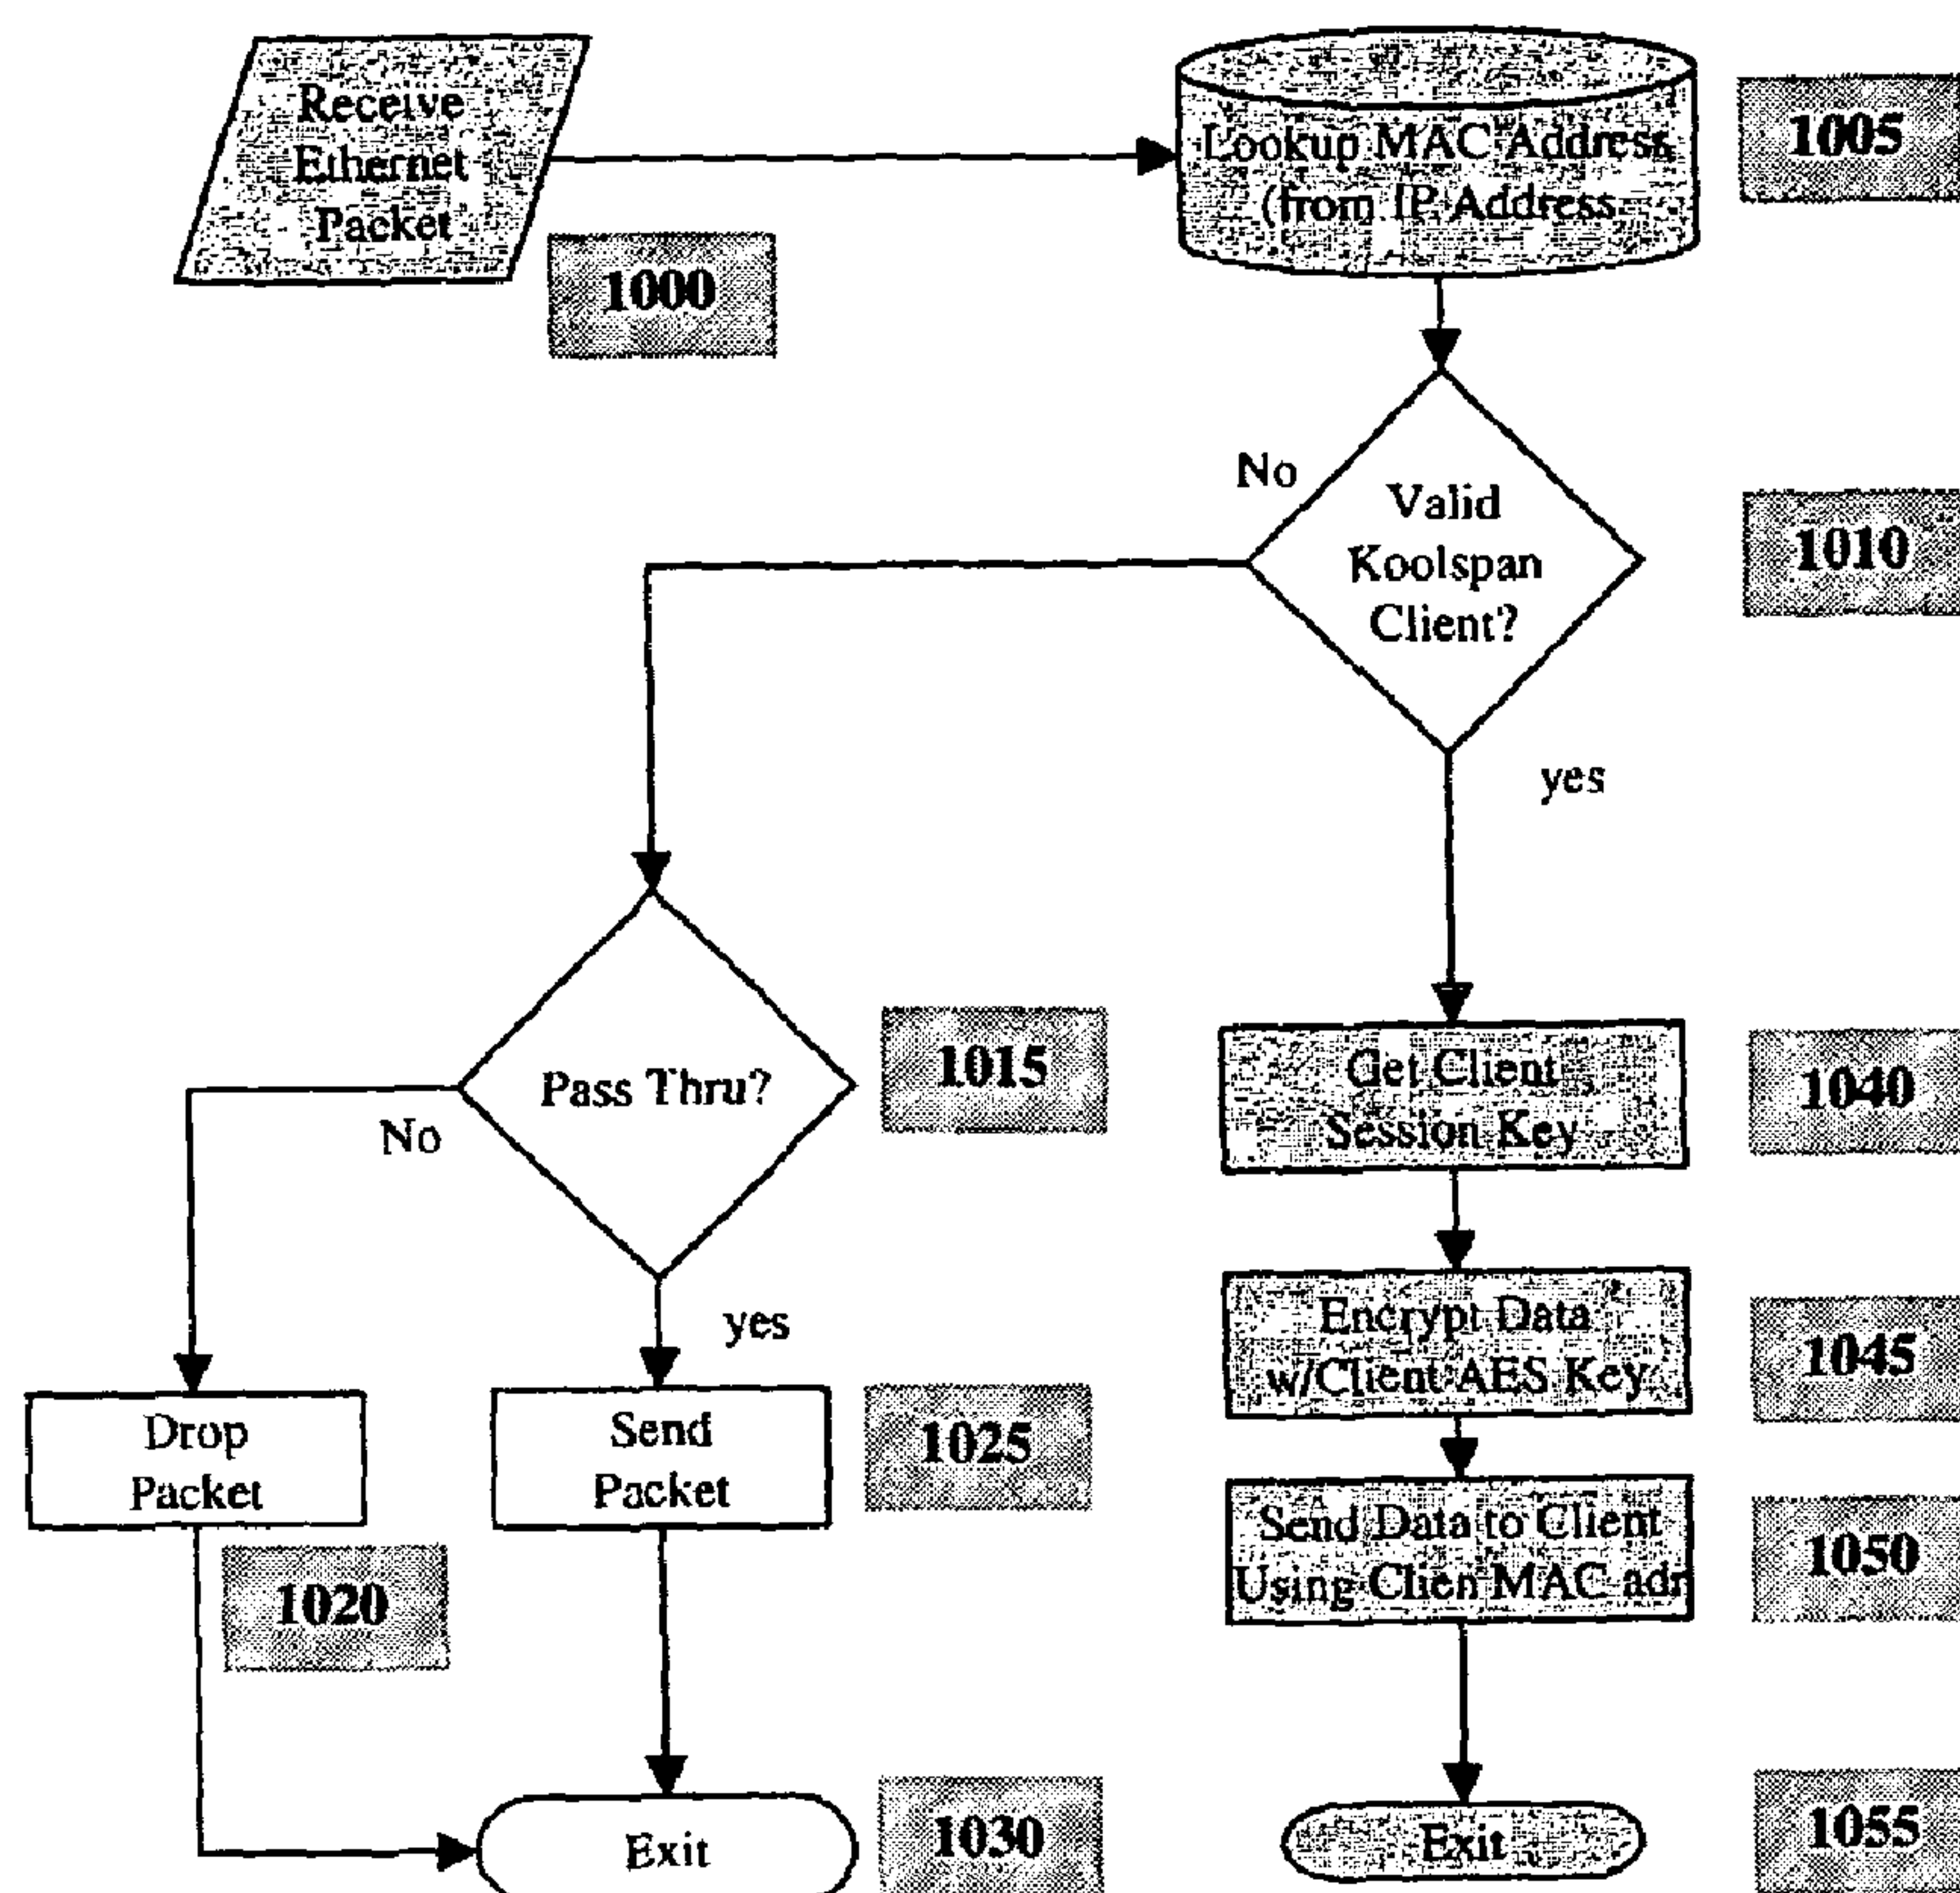 Receive
Ethernet
Packet
1000
Lookup MAC Address
(from IP Address
1005
No
Valid
Koolspan
Client?
1010
yes
Pass Thru?
1015
No
yes
Get Client
Session Key
1040
Encrypt Data
w/Client AES Key
1045
Drop
Packet
1020
Send
Packet
1025
Send Data to Client
Using Clien MAC adr
1050
Exit
1030
Exit
1055